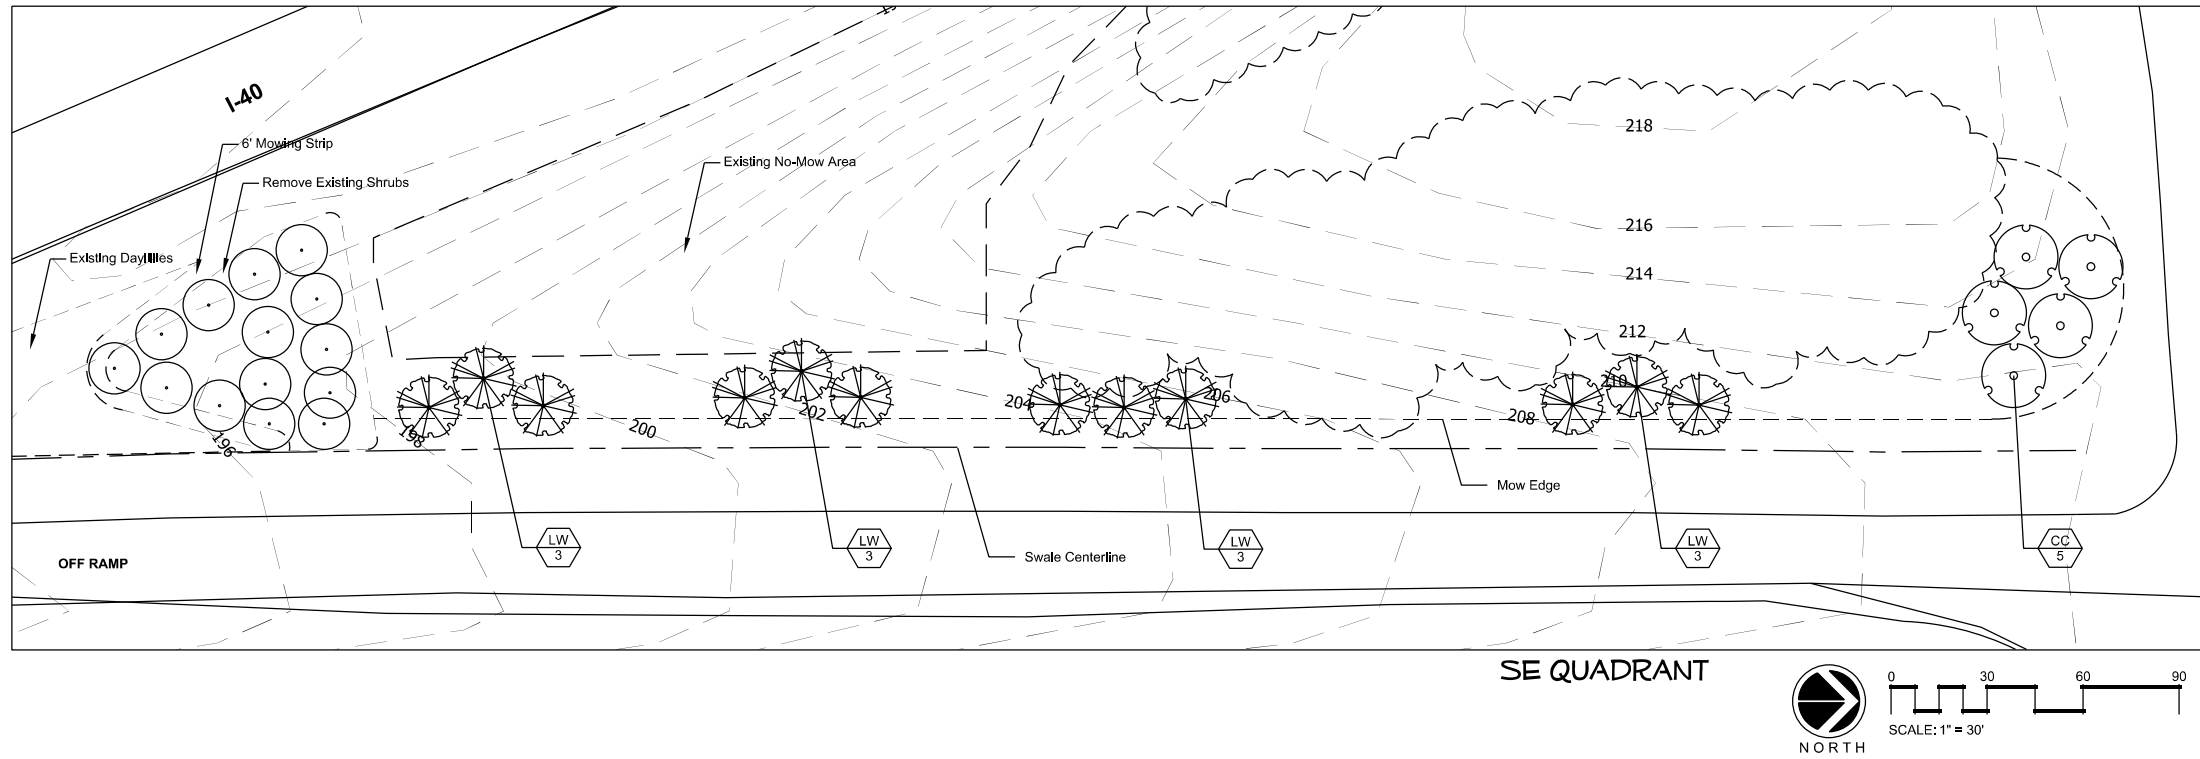 I-40
6' Mowing Strip
Remove Existing Shrubs
Existing Daylilies
Existing No-Mow Area
218
216
214
212
210
208
206
204
202
200
198
196
Mow Edge
Swale Centerline
OFF RAMP
LW
3
LW
3
LW
3
LW
3
CC
5
SE QUADRANT
NORTH
0 30 60 90
SCALE: 1" = 30'